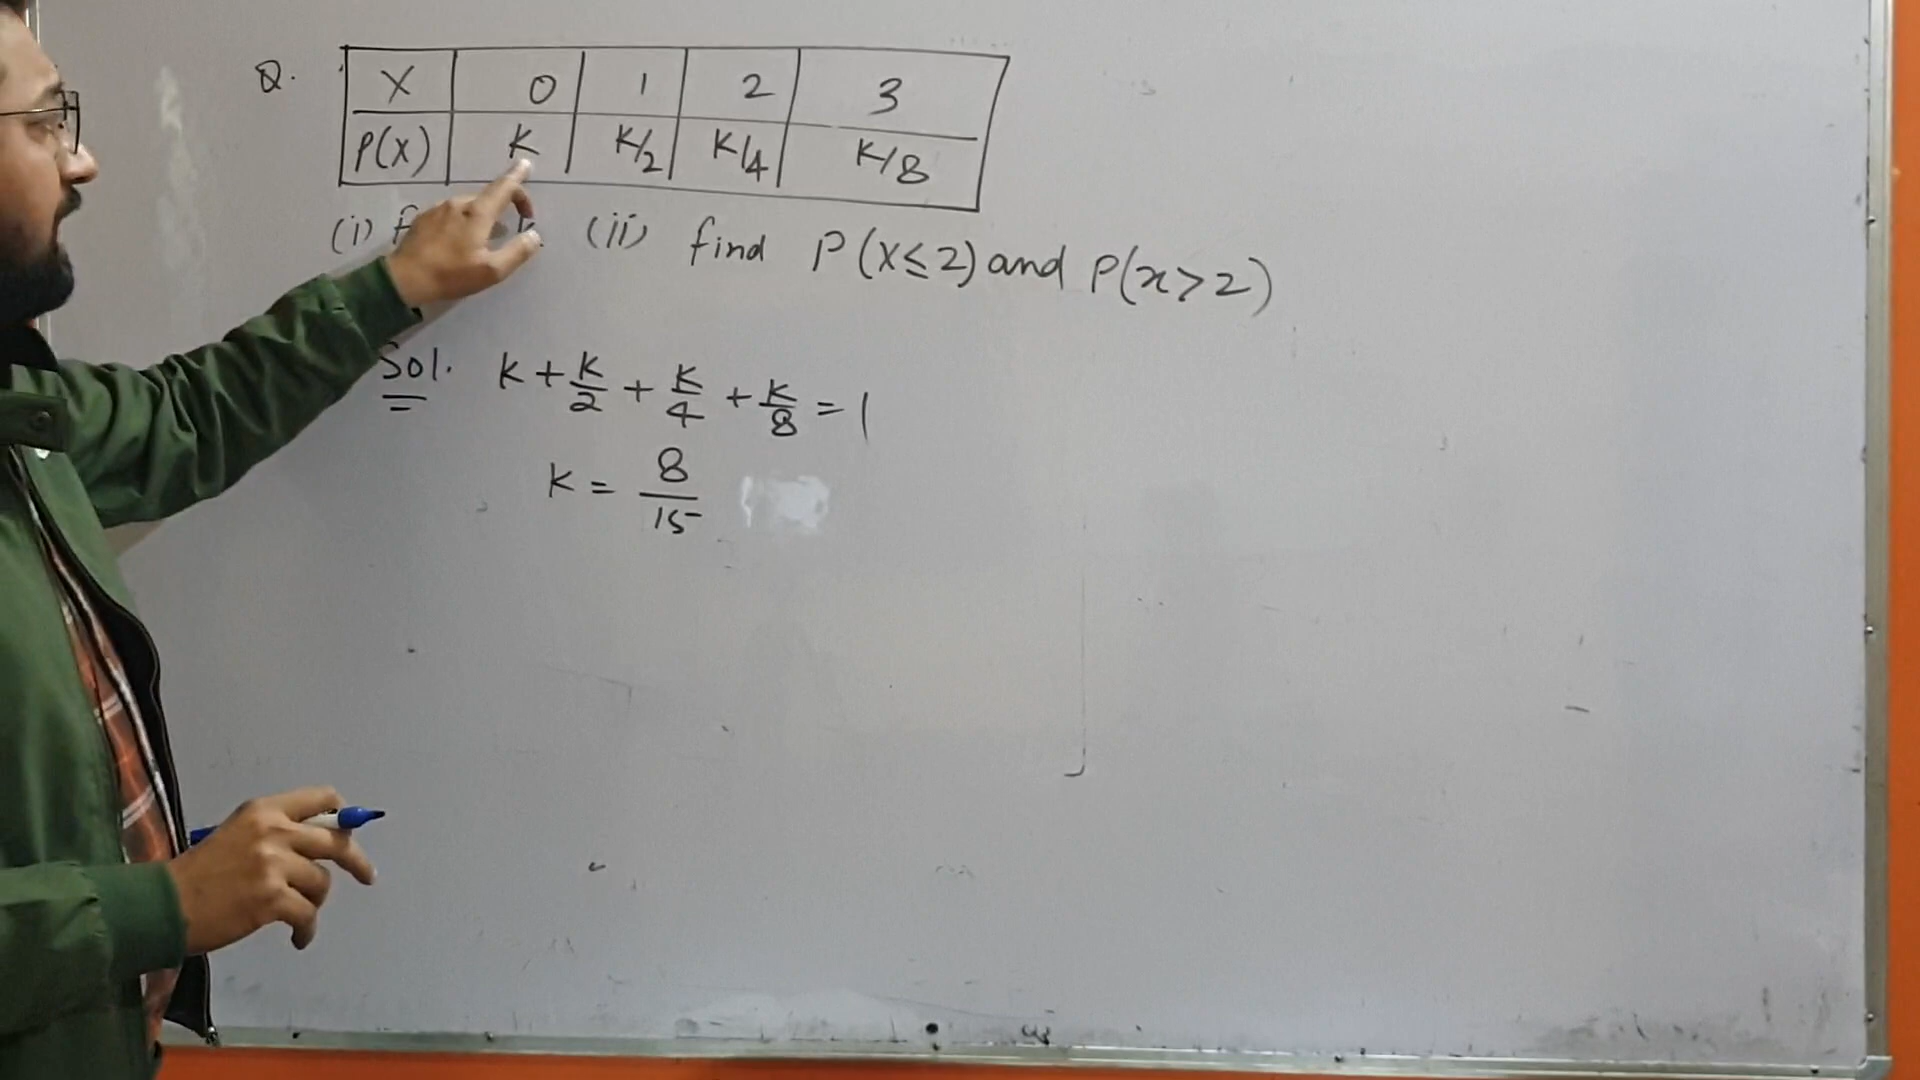 Q.
X 0 1 2 3
P(X) K K/2 K/4 K/8
(i) (ii) find P(X≤2) and P(x>2)
Sol. K + K/2 + K/4 + K/8 = 1
K = 8/15